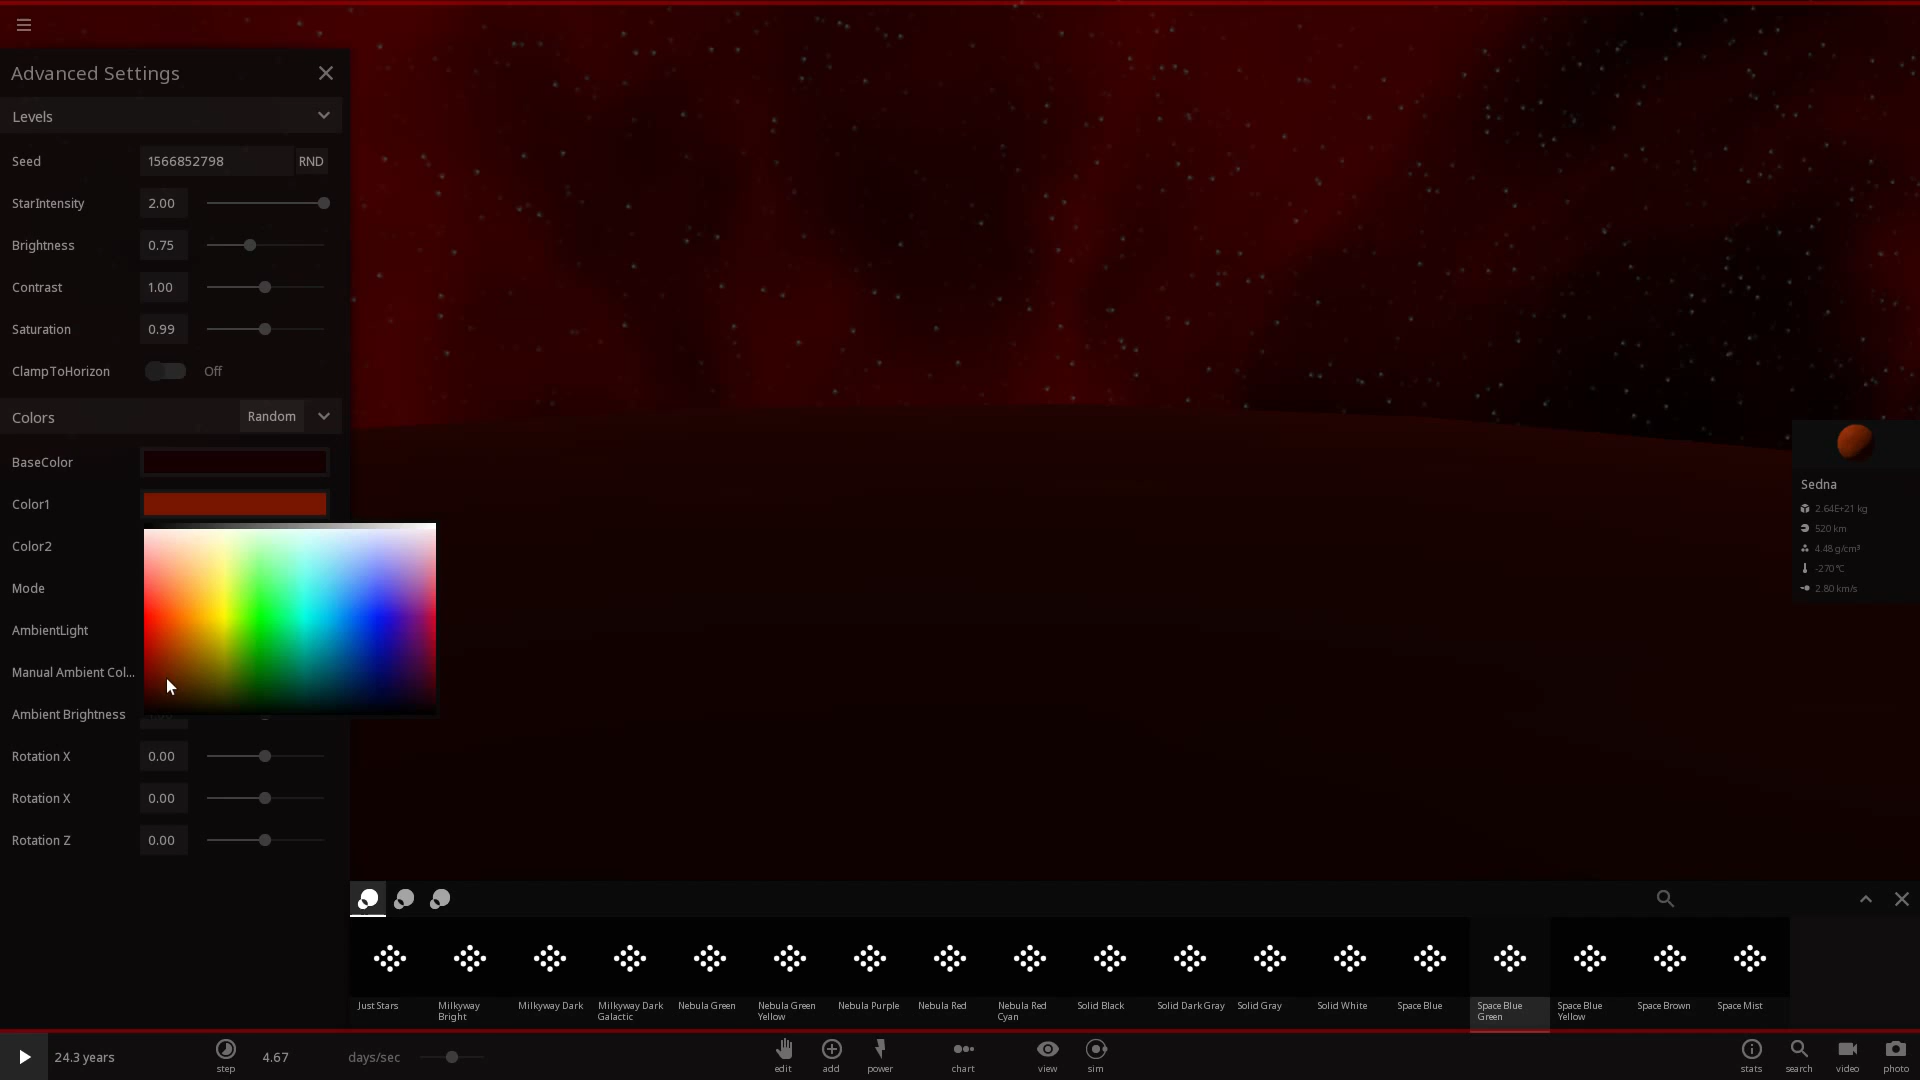 Advanced Settings
Levels
Seed 1566852798 RND
StarIntensity 2.00
Brightness 0.75
Contrast 1.00
Saturation 0.99
ClampToHorizon Off
Colors Random
BaseColor
Color1
Color2
Mode
AmbientLight
Manual Ambient Col...
Ambient Brightness
Rotation X 0.00
Rotation X 0.00
Rotation Z 0.00
Sedna
2.64E+21 kg
520 km
4.48 g/cm³
-270 °C
2.80 km/s
Just Stars
Milkyway Bright
Milkyway Dark
Milkyway Dark Galactic
Nebula Green
Nebula Green Yellow
Nebula Purple
Nebula Red
Nebula Red Cyan
Solid Black
Solid Dark Gray
Solid Gray
Solid White
Space Blue
Space Blue Green
Space Blue Yellow
Space Brown
Space Mist
24.3 years
step
4.67 days/sec
edit
add
power
chart
view
sim
stats
search
video
photo